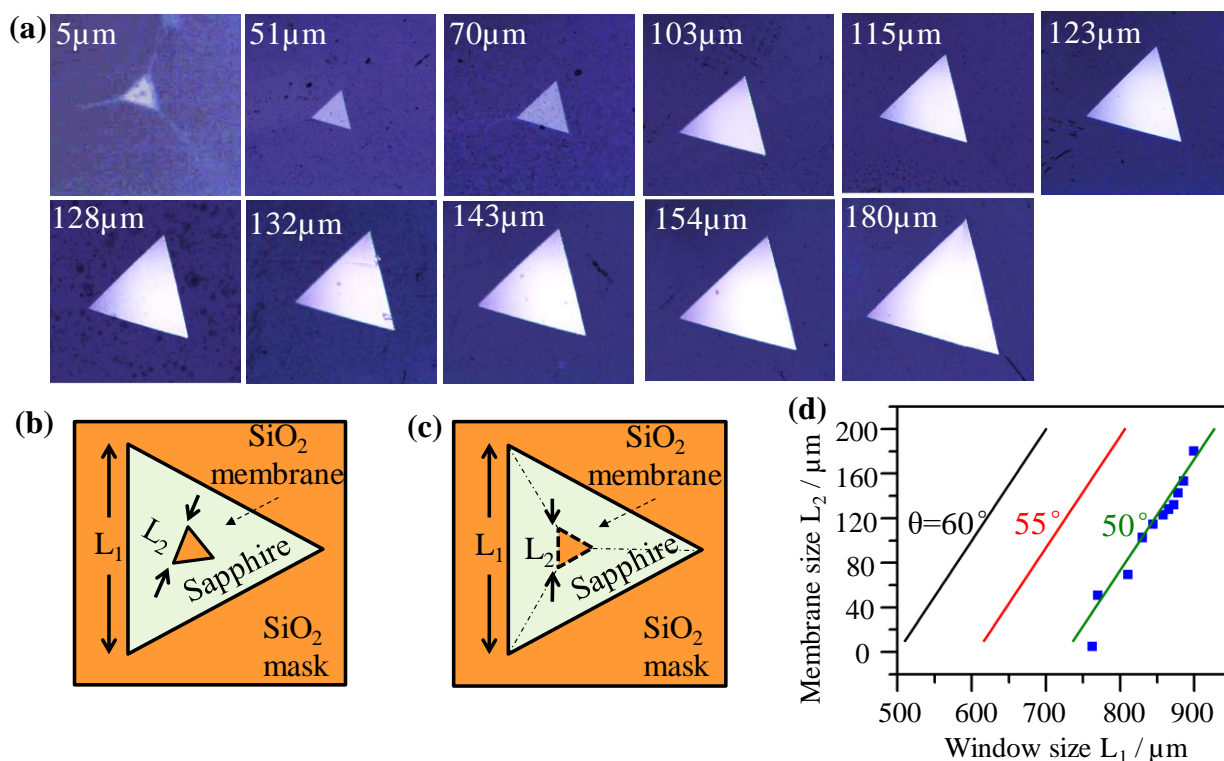 (a)
5µm
51µm
70µm
103µm
115µm
123µm
128µm
132µm
143µm
154µm
180µm
(b)
SiO2
membrane
L1
L2
Sapphire
SiO2
mask
(c)
SiO2
membrane
L1
L2
Sapphire
SiO2
mask
(d)
Membrane size L2 / µm
200
160
120
80
40
0
θ=60°
55°
50°
500 600 700 800 900
Window size L1 / µm